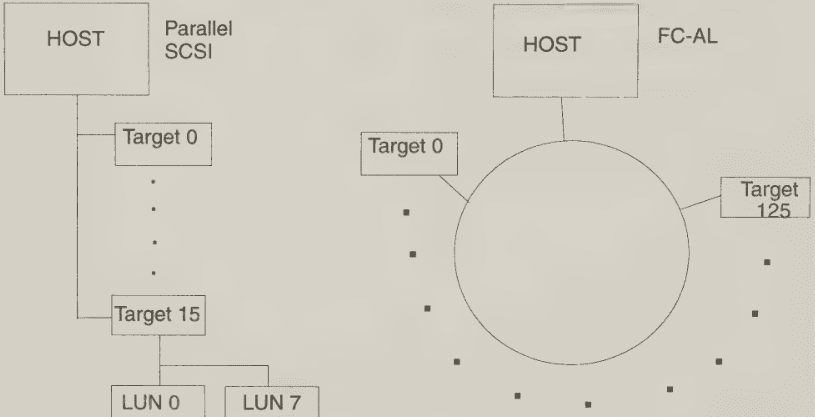 HOST
Parallel
SCSI
Target 0
Target 15
LUN 0
LUN 7
HOST
FC-AL
Target 0
Target
125